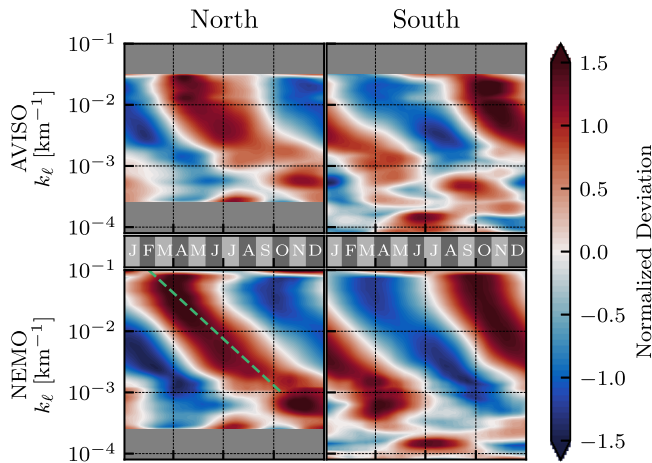 North South
10⁻¹
10⁻²
10⁻³
10⁻⁴
AVISO
kℓ [km⁻¹]
J F M A M J J A S O N D J F M A M J J A S O N D
10⁻¹
10⁻²
10⁻³
10⁻⁴
NEMO
kℓ [km⁻¹]
1.5
1.0
0.5
0.0
−0.5
−1.0
−1.5
Normalized Deviation